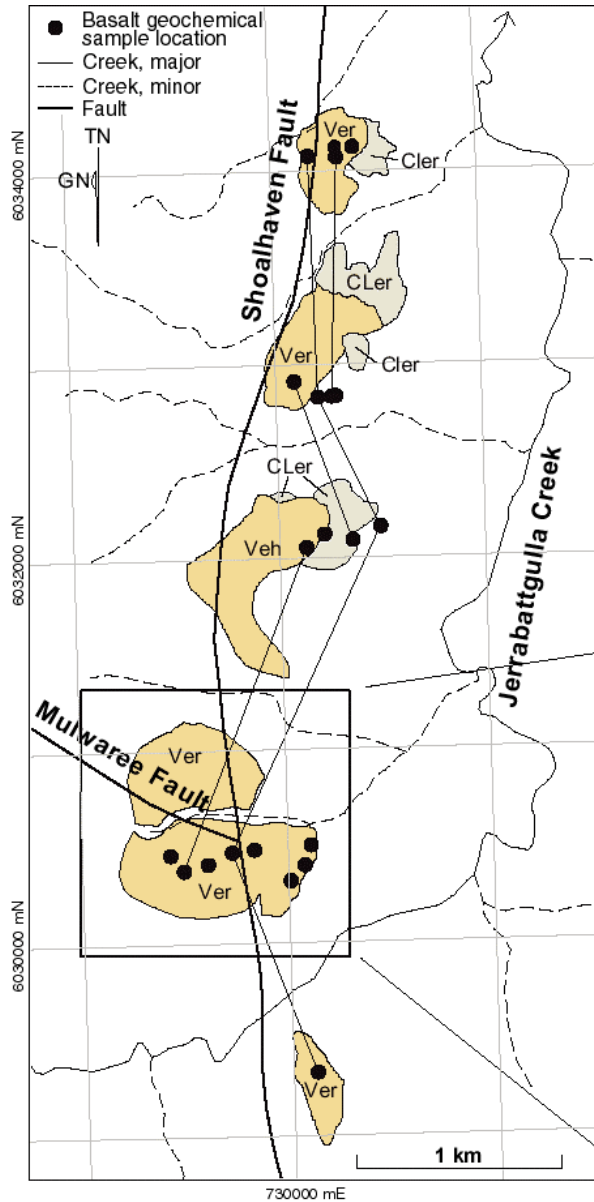 Basalt geochemical
sample location
Creek, major
Creek, minor
Fault
TN
GN
Shoalhaven Fault
Ver
Cler
6034000 mN
CLer
Ver
Cler
CLer
Veh
6032000 mN
Jerrabattgulla Creek
Mulwaree Fault
Ver
Ver
6030000 mN
Ver
1 km
730000 mE